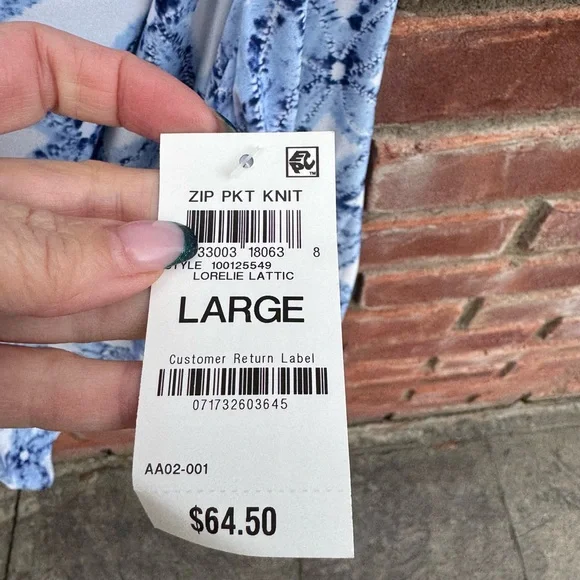 ZIP PKT KNIT
33003 18063 8
STYLE 100125549
LORELIE LATTIC
LARGE
Customer Return Label
071732603645
AA02-001
$64.50